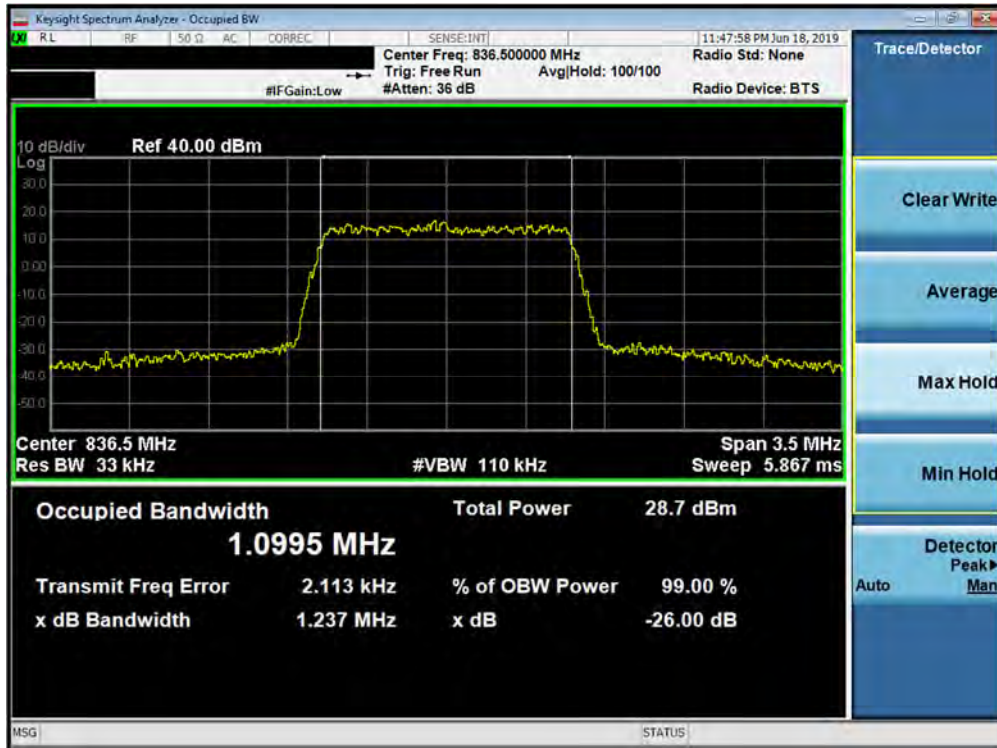 Keysight Spectrum Analyzer - Occupied BW
LXI RL RF 50 Ω AC CORREC SENSE:INT 11:47:58 PM Jun 18, 2019
Center Freq: 836.500000 MHz Radio Std: None
Trig: Free Run Avg|Hold: 100/100
#IFGain:Low #Atten: 36 dB Radio Device: BTS
Trace/Detector
10 dB/div Ref 40.00 dBm
Log
30.0
20.0
10.0
0.00
-10.0
-20.0
-30.0
-40.0
-50.0
Center 836.5 MHz Span 3.5 MHz
Res BW 33 kHz #VBW 110 kHz Sweep 5.867 ms
Clear Write
Average
Max Hold
Min Hold
Occupied Bandwidth Total Power 28.7 dBm
1.0995 MHz
Transmit Freq Error 2.113 kHz % of OBW Power 99.00 %
x dB Bandwidth 1.237 MHz x dB -26.00 dB
Detector
Peak▶
Auto Man
MSG STATUS